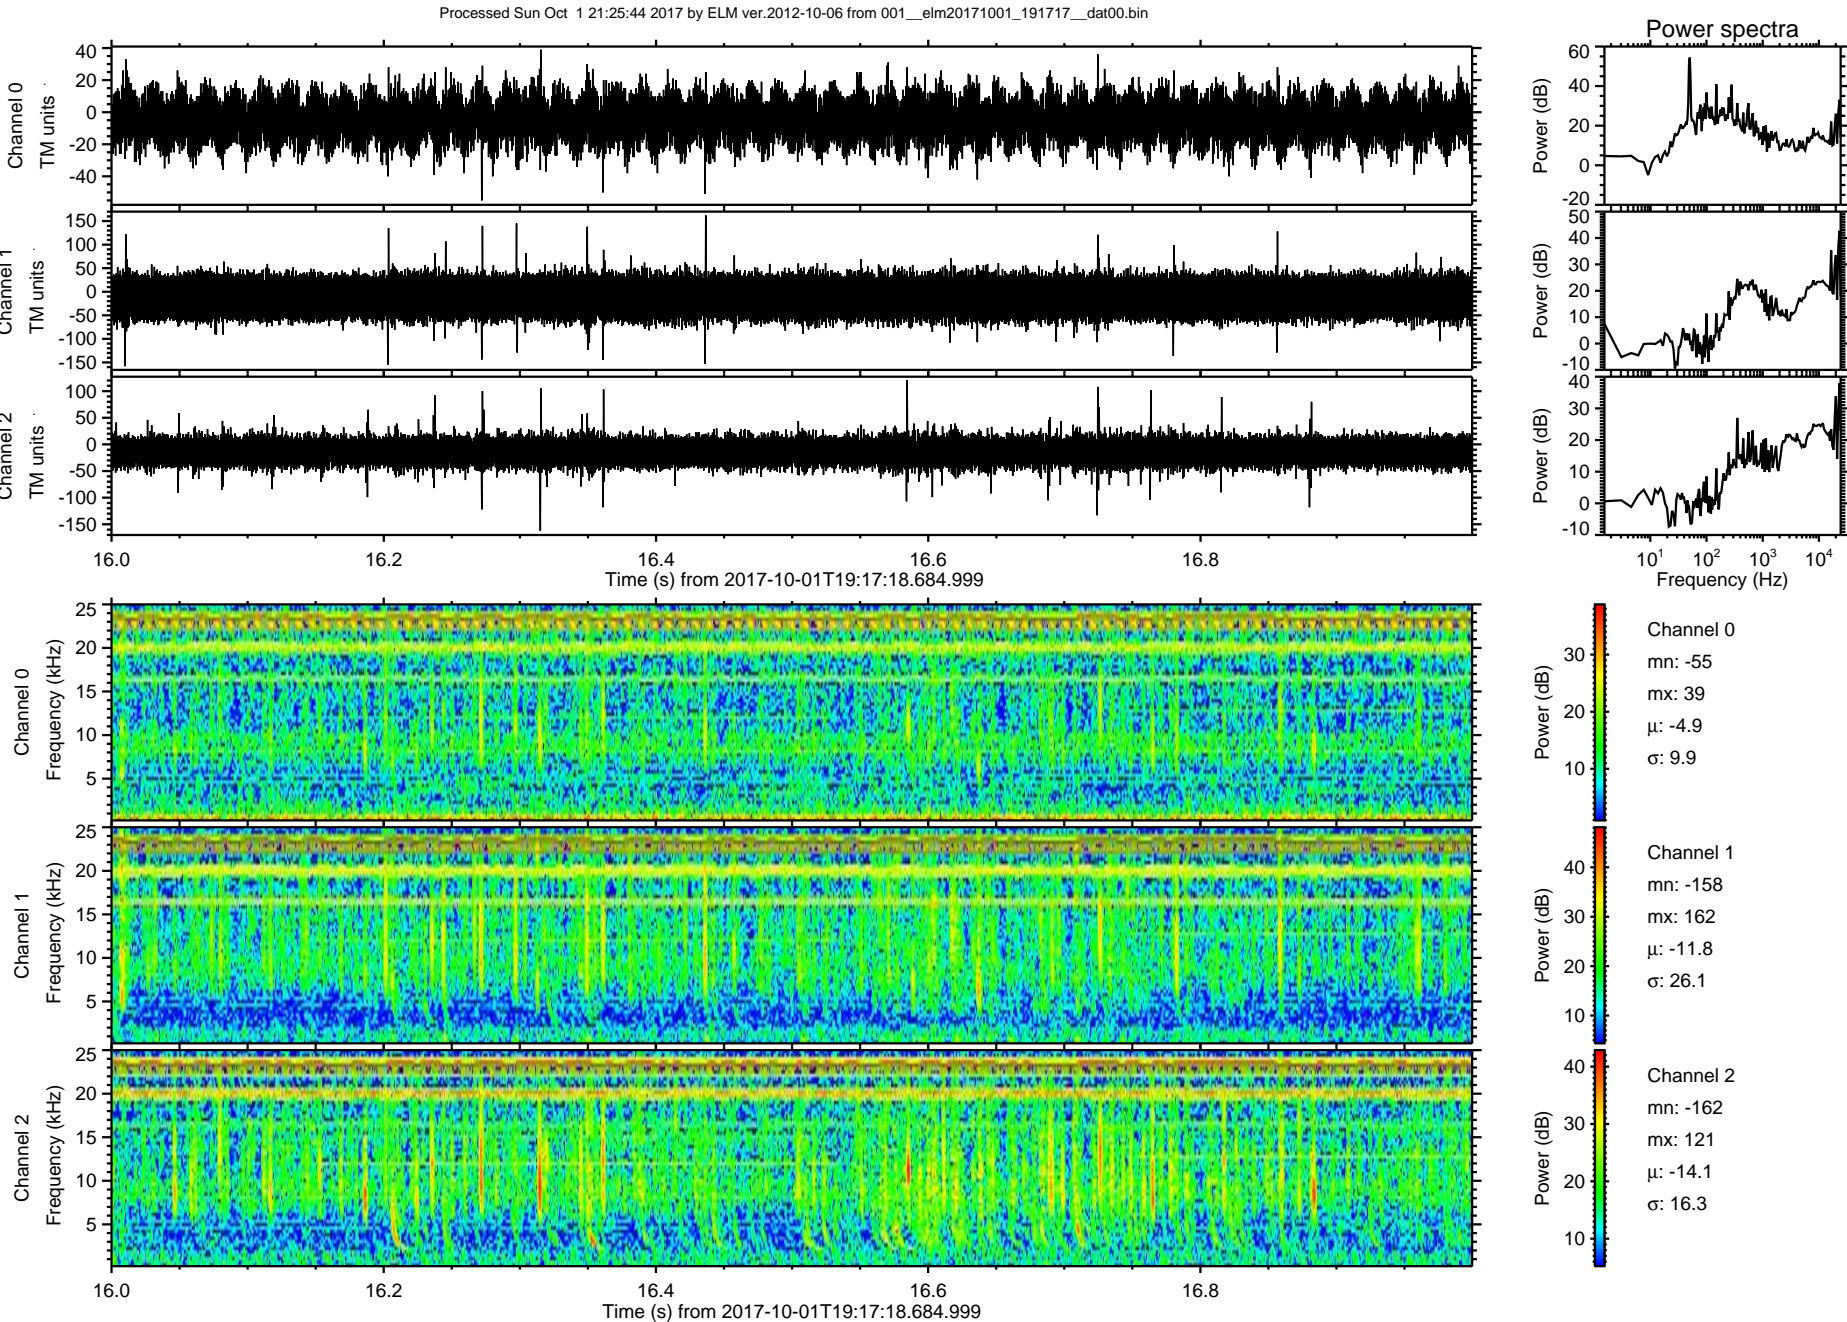 Processed Sun Oct 1 21:25:44 2017 by ELM ver.2012-10-06 from 001__elm20171001_191717__dat00.bin
Power spectra
Channel 0
TM units
40
20
0
-20
-40
Power (dB)
60
40
20
0
-20
Channel 1
TM units
150
100
50
0
-50
-100
-150
Power (dB)
50
40
30
20
10
0
-10
Channel 2
TM units
100
50
0
-50
-100
-150
Power (dB)
40
30
20
10
0
-10
16.0 16.2 16.4 16.6 16.8
Time (s) from 2017-10-01T19:17:18.684.999
10¹ 10² 10³ 10⁴
Frequency (Hz)
Channel 0
Frequency (kHz)
25
20
15
10
5
Power (dB)
30
20
10
Channel 0
mn: -55
mx: 39
μ: -4.9
σ: 9.9
Channel 1
Frequency (kHz)
25
20
15
10
5
Power (dB)
40
30
20
10
Channel 1
mn: -158
mx: 162
μ: -11.8
σ: 26.1
Channel 2
Frequency (kHz)
25
20
15
10
5
Power (dB)
40
30
20
10
Channel 2
mn: -162
mx: 121
μ: -14.1
σ: 16.3
16.0 16.2 16.4 16.6 16.8
Time (s) from 2017-10-01T19:17:18.684.999